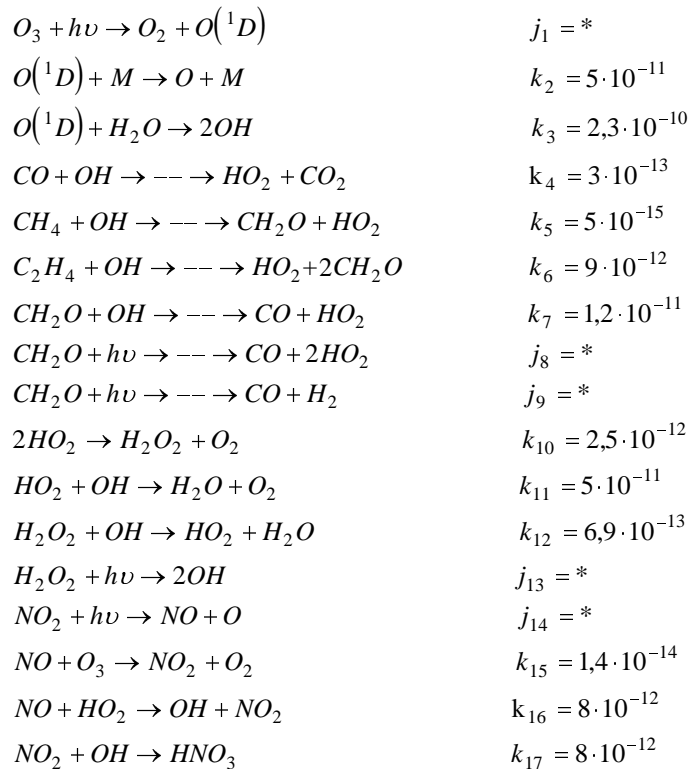 O₃ + hυ → O₂ + O(¹D) j₁ = *
O(¹D) + M → O + M k₂ = 5·10⁻¹¹
O(¹D) + H₂O → 2OH k₃ = 2,3·10⁻¹⁰
CO + OH → −− → HO₂ + CO₂ k₄ = 3·10⁻¹³
CH₄ + OH → −− → CH₂O + HO₂ k₅ = 5·10⁻¹⁵
C₂H₄ + OH → −− → HO₂+2CH₂O k₆ = 9·10⁻¹²
CH₂O + OH → −− → CO + HO₂ k₇ = 1,2·10⁻¹¹
CH₂O + hυ → −− → CO + 2HO₂ j₈ = *
CH₂O + hυ → −− → CO + H₂ j₉ = *
2HO₂ → H₂O₂ + O₂ k₁₀ = 2,5·10⁻¹²
HO₂ + OH → H₂O + O₂ k₁₁ = 5·10⁻¹¹
H₂O₂ + OH → HO₂ + H₂O k₁₂ = 6,9·10⁻¹³
H₂O₂ + hυ → 2OH j₁₃ = *
NO₂ + hυ → NO + O j₁₄ = *
NO + O₃ → NO₂ + O₂ k₁₅ = 1,4·10⁻¹⁴
NO + HO₂ → OH + NO₂ k₁₆ = 8·10⁻¹²
NO₂ + OH → HNO₃ k₁₇ = 8·10⁻¹²